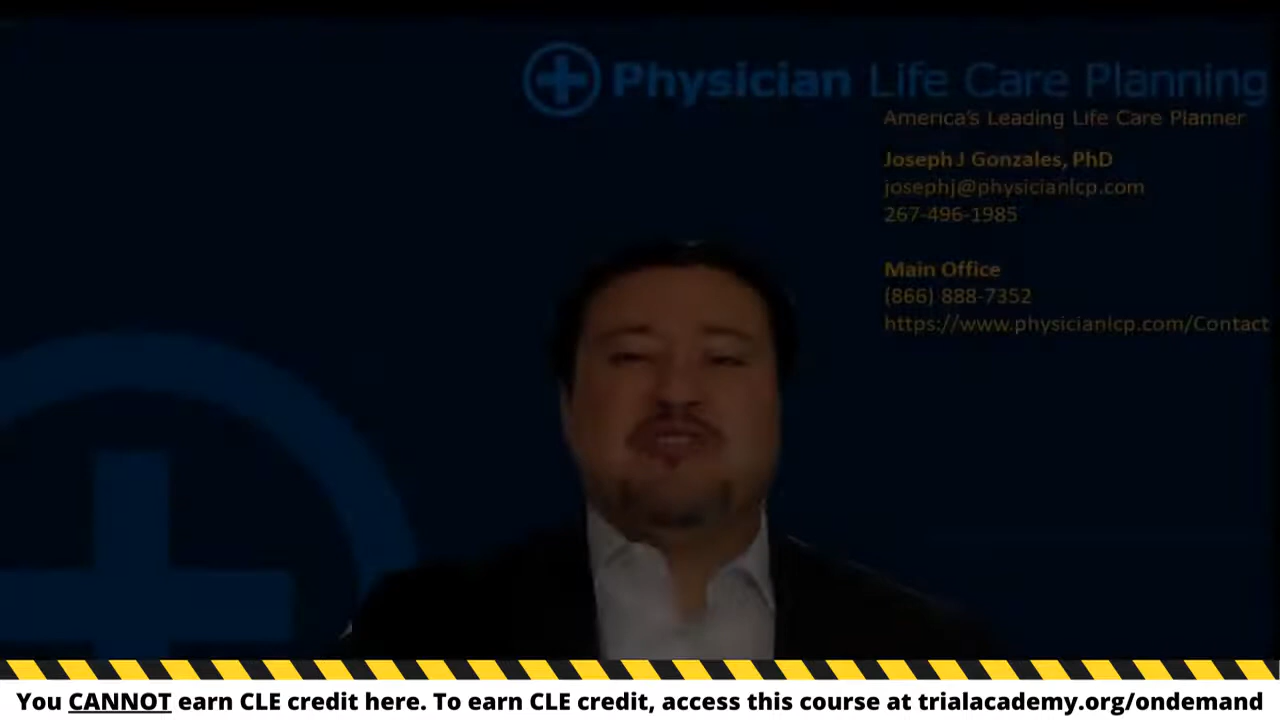 Physician Life Care Planning
America's Leading Life Care Planner
Joseph J Gonzales, PhD
josephj@physicianlcp.com
267-496-1985
Main Office
(866) 888-7352
https://www.physicianlcp.com/Contact
You CANNOT earn CLE credit here. To earn CLE credit, access this course at trialacademy.org/ondemand